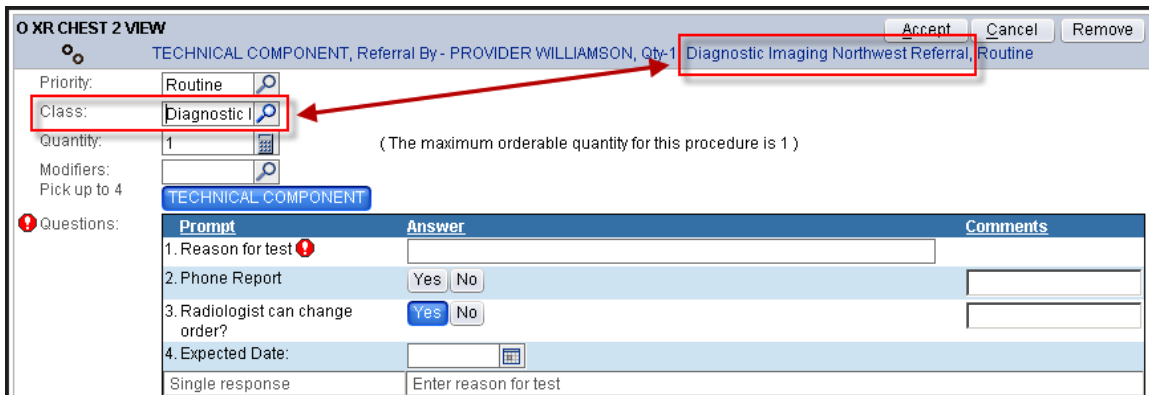 O XR CHEST 2 VIEW Accept Cancel Remove
TECHNICAL COMPONENT, Referral By - PROVIDER WILLIAMSON, Qty-1 Diagnostic Imaging Northwest Referral, Routine
Priority: Routine
Class: Diagnostic I
Quantity: 1 (The maximum orderable quantity for this procedure is 1)
Modifiers:
Pick up to 4
TECHNICAL COMPONENT
Questions: Prompt Answer Comments
1. Reason for test
2. Phone Report Yes No
3. Radiologist can change Yes No
order?
4. Expected Date:
Single response Enter reason for test